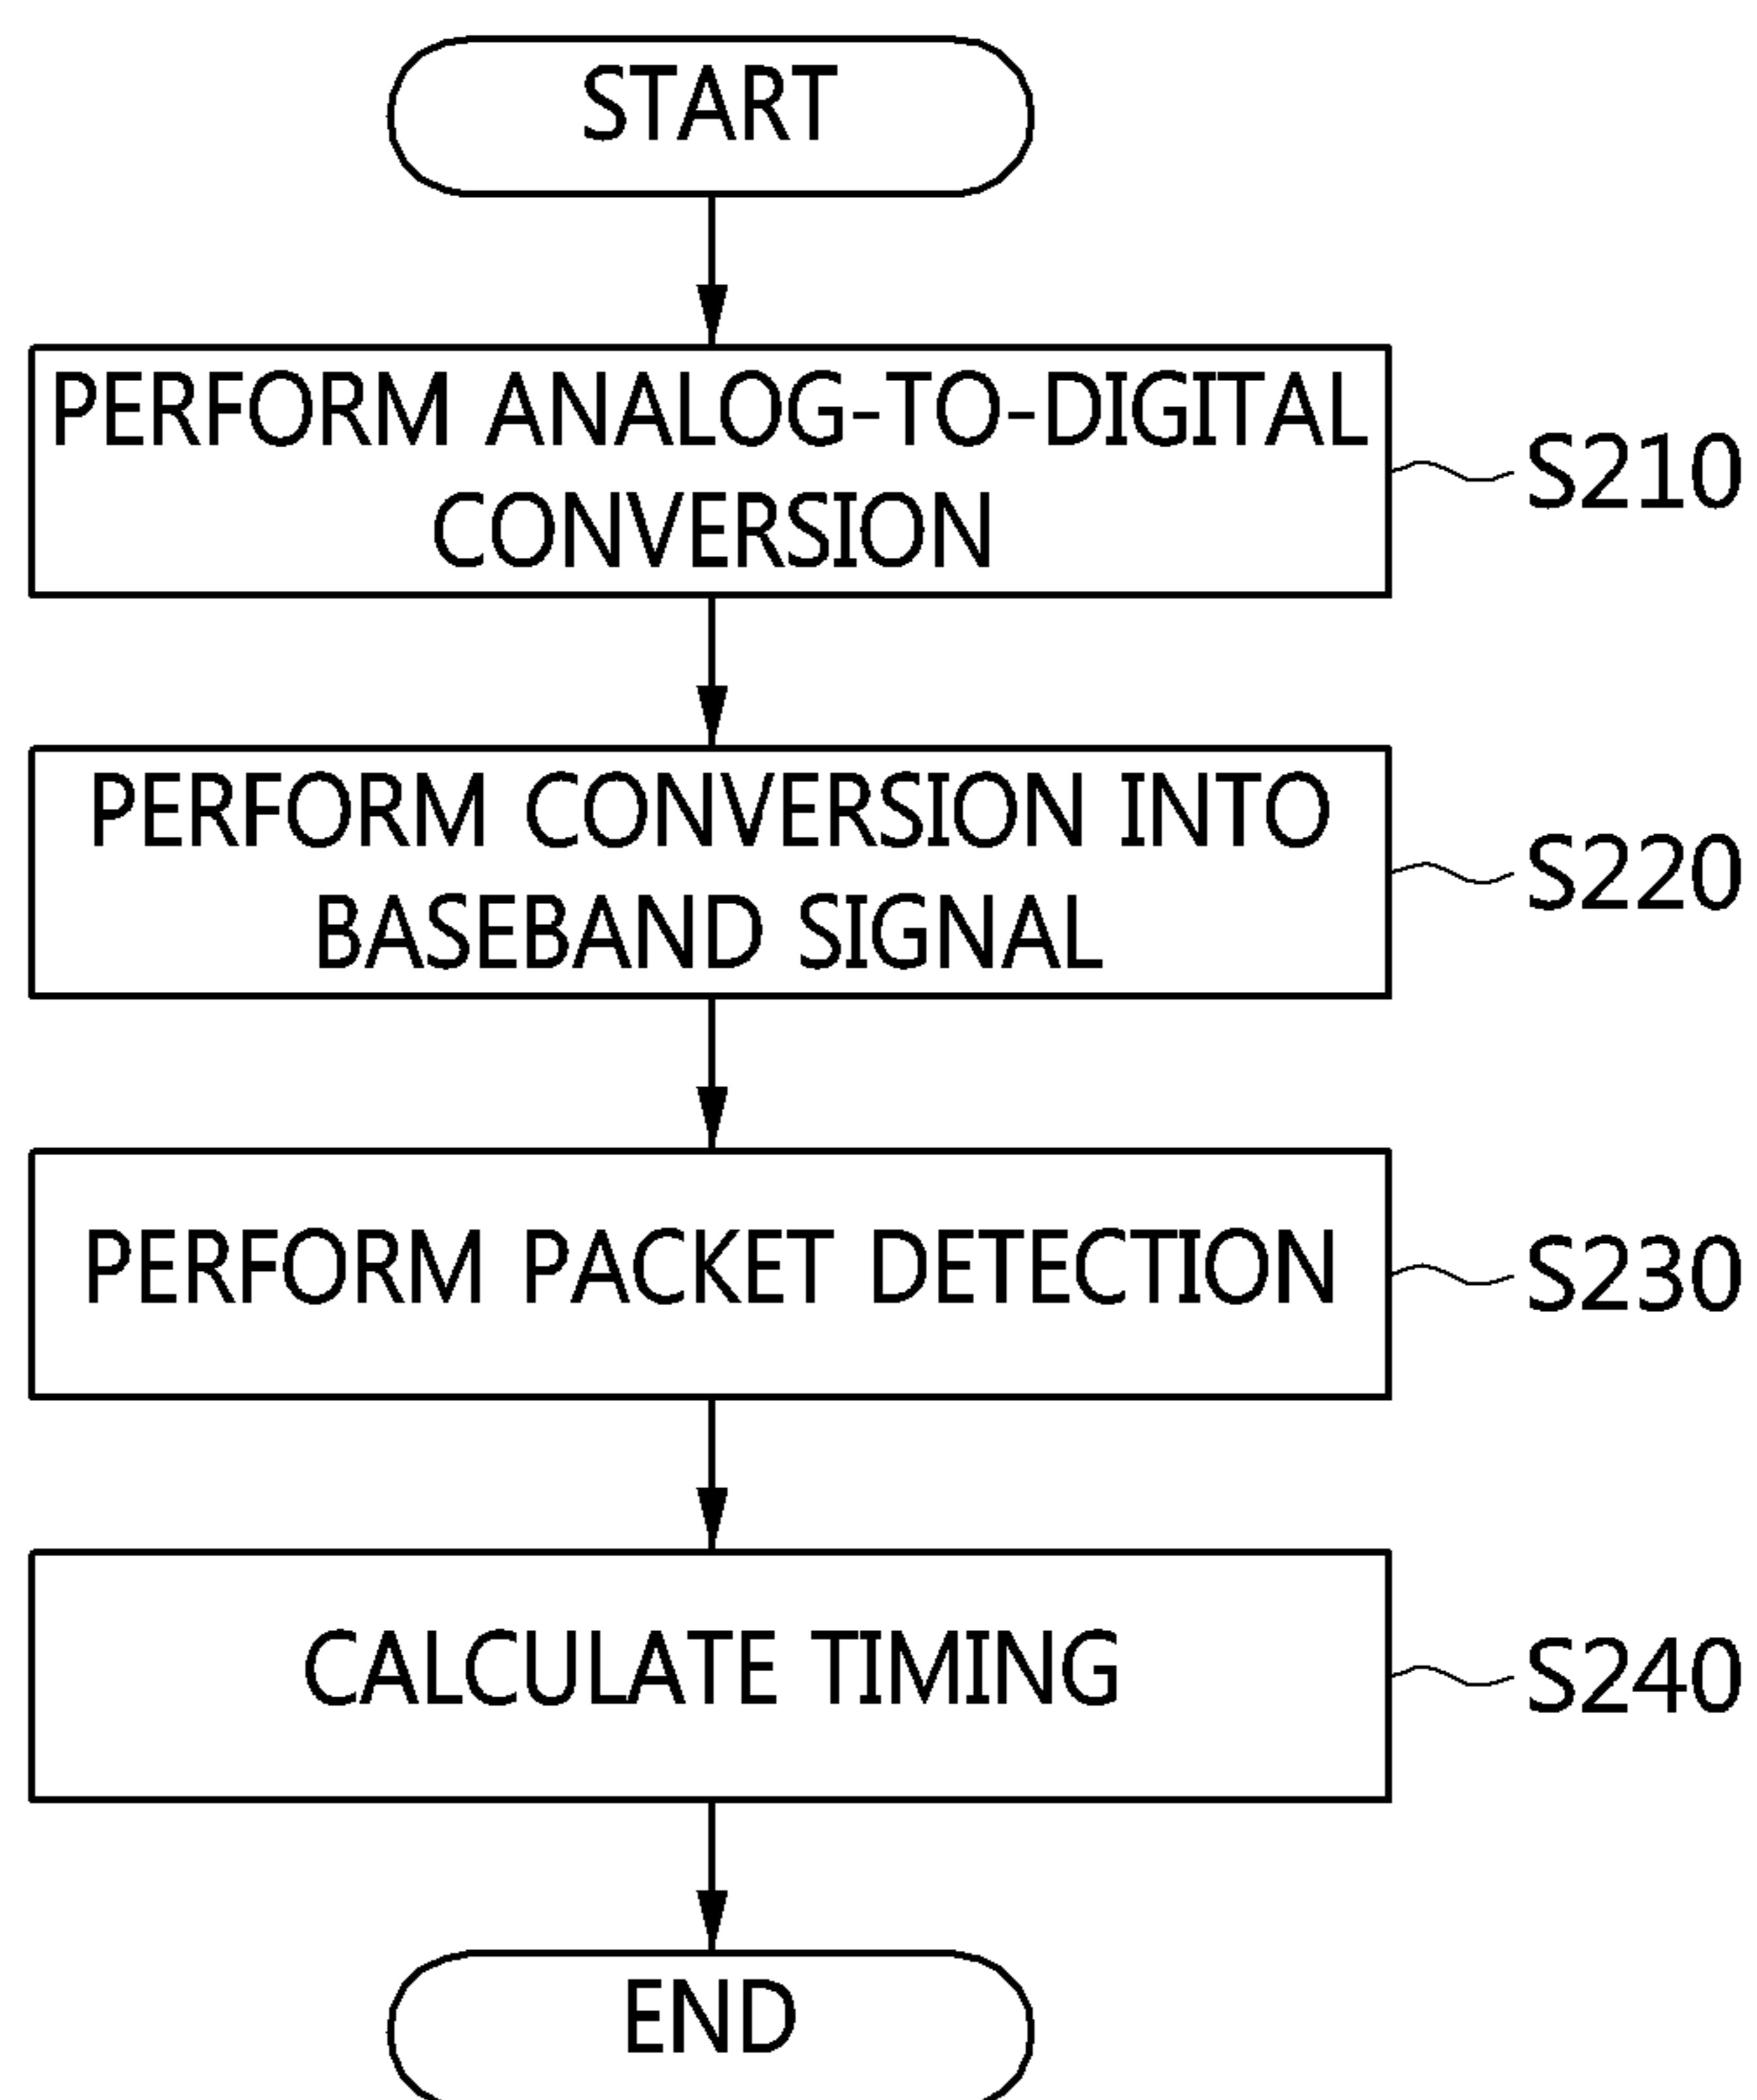 START
PERFORM ANALOG-TO-DIGITAL
CONVERSION
S210
PERFORM CONVERSION INTO
BASEBAND SIGNAL
S220
PERFORM PACKET DETECTION
S230
CALCULATE TIMING
S240
END